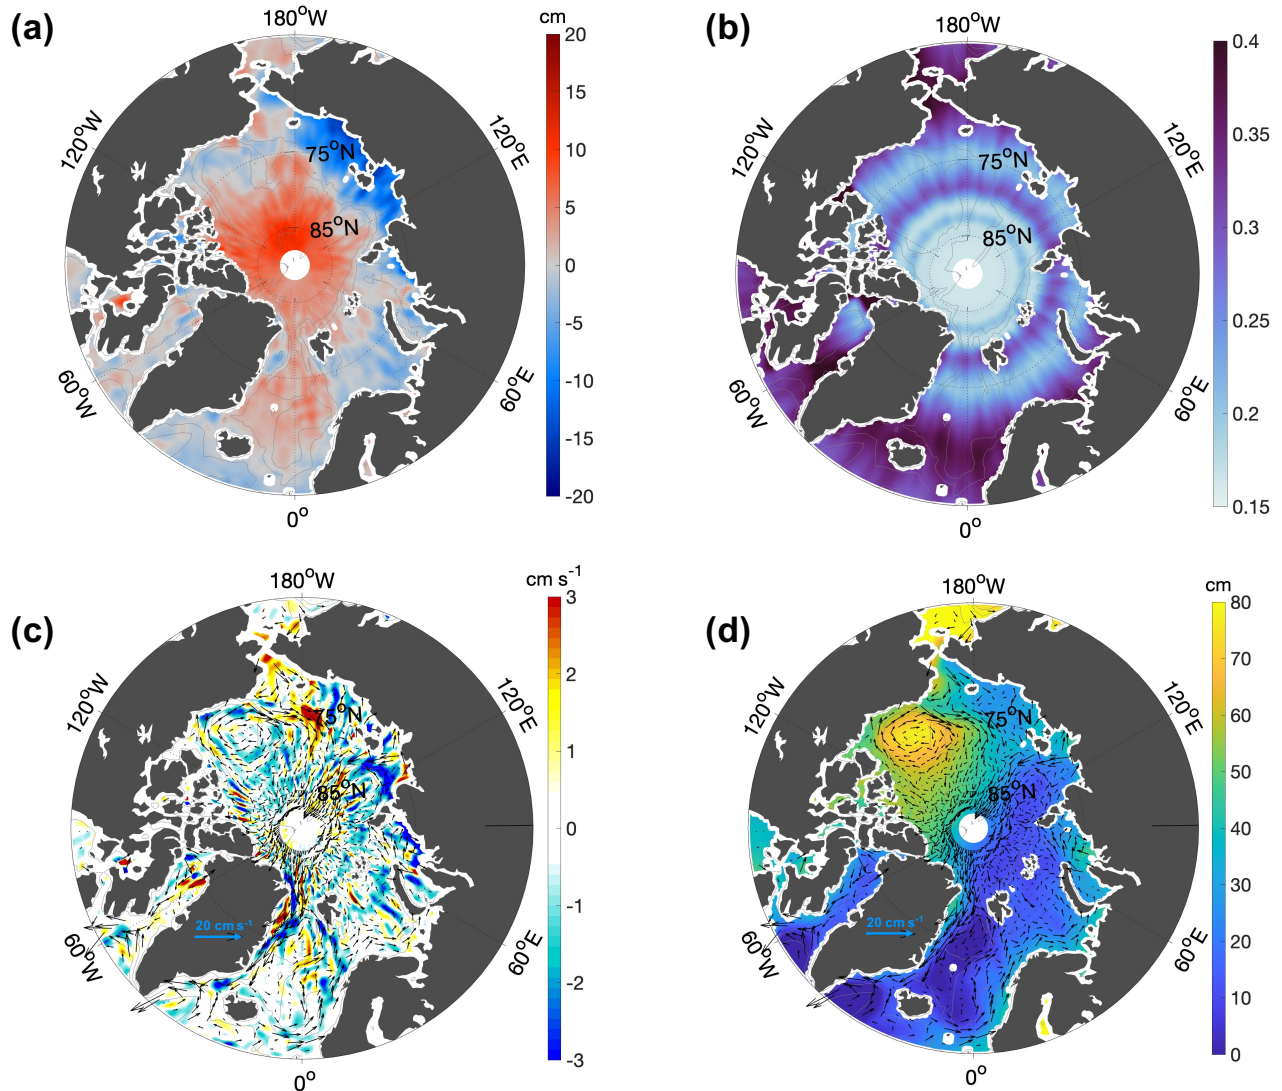 (a)
180°W
cm
120°W
120°E
75°N
85°N
60°W
60°E
0°
20
15
10
5
0
-5
-10
-15
-20
(b)
180°W
120°W
120°E
75°N
85°N
60°W
60°E
0°
0.4
0.35
0.3
0.25
0.2
0.15
(c)
180°W
cm s⁻¹
120°W
120°E
75°N
85°N
20 cm s⁻¹
60°W
60°E
0°
3
2
1
0
-1
-2
-3
(d)
180°W
cm
120°W
120°E
75°N
85°N
20 cm s⁻¹
60°W
60°E
0°
80
70
60
50
40
30
20
10
0